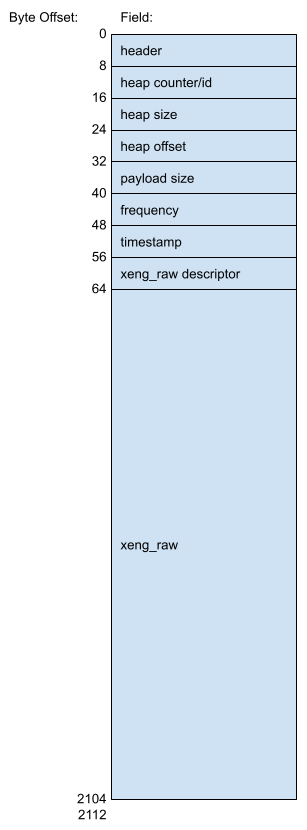 Byte Offset: Field:
0
header
8
heap counter/id
16
heap size
24
heap offset
32
payload size
40
frequency
48
timestamp
56
xeng_raw descriptor
64
xeng_raw
2104
2112